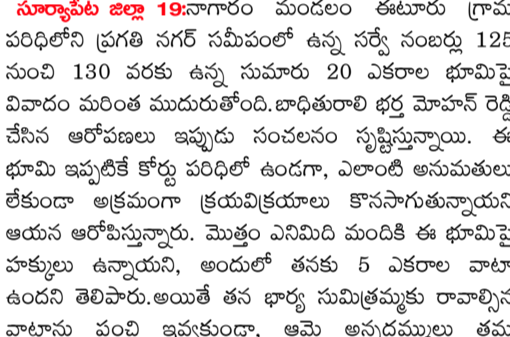 సూర్యాపేట జిల్లా 19:నాగారం మండలం ఈటూరు గ్రామ
పరిధిలోని ప్రగతి నగర్ సమీపంలో ఉన్న సర్వే నంబర్లు 125
నుంచి 130 వరకు ఉన్న సుమారు 20 ఎకరాల భూమిపై
వివాదం మరింత ముదురుతోంది.బాధితురాలి భర్త మోహన్ రెడ్డి
చేసిన ఆరోపణలు ఇప్పుడు సంచలనం సృష్టిస్తున్నాయి. ఈ
భూమి ఇప్పటికే కోర్టు పరిధిలో ఉండగా, ఎలాంటి అనుమతులు
లేకుండా అక్రమంగా క్రయవిక్రయాలు కొనసాగుతున్నాయని
ఆయన ఆరోపిస్తున్నారు. మొత్తం ఎనిమిది మందికి ఈ భూమిపై
హక్కులు ఉన్నాయని, అందులో తనకు 5 ఎకరాల వాటా
ఉందని తెలిపారు.అయితే తన భార్య సుమిత్రమ్మకు రావాల్సిన
వాటాను పంచి ఇవ్వకుండా, ఆమె అన్నదమ్ములు తమ